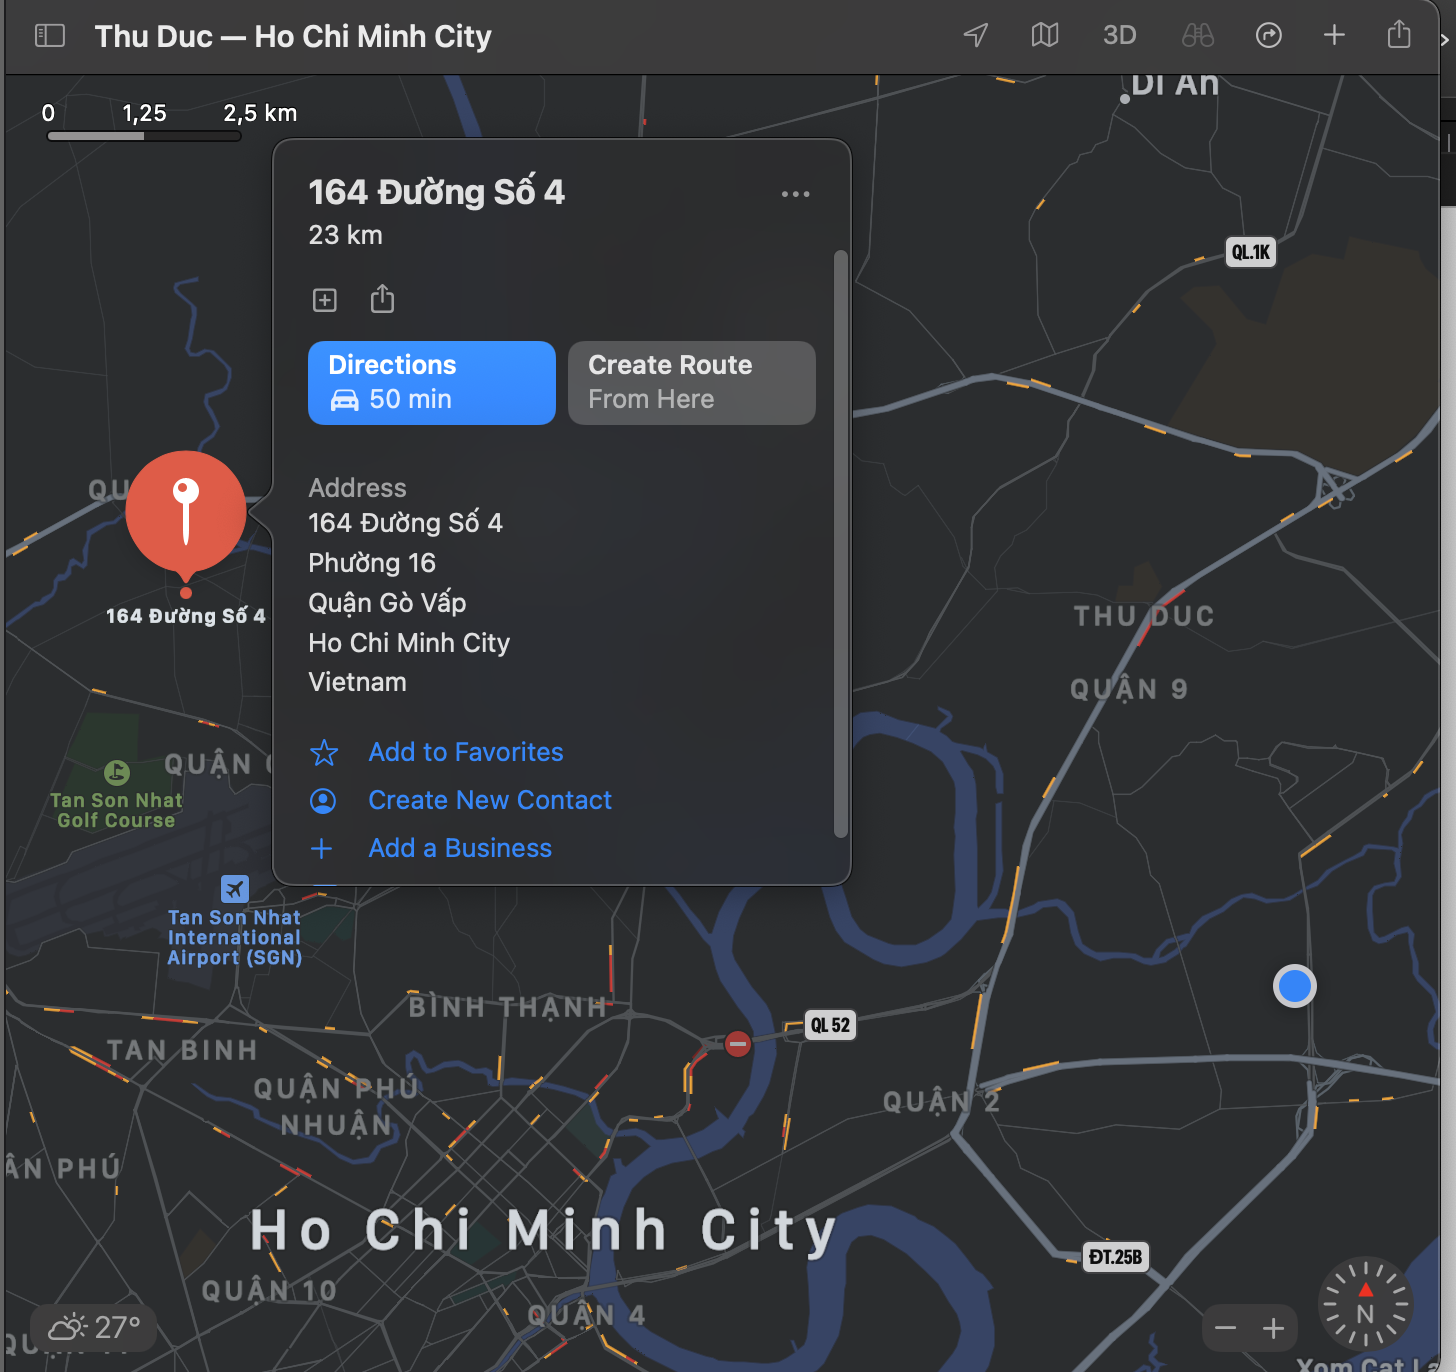 Thu Duc — Ho Chi Minh City
3D
0 1,25 2,5 km
Dĩ An
164 Đường Số 4
23 km
Directions
50 min
Create Route
From Here
Address
164 Đường Số 4
Phường 16
Quận Gò Vấp
Ho Chi Minh City
Vietnam
Add to Favorites
Create New Contact
Add a Business
QL.1K
164 Đường Số 4
THU DUC
QUẬN 9
QUẬN
Tan Son Nhat
Golf Course
Tan Son Nhat
International
Airport (SGN)
BÌNH THẠNH
QL 52
TAN BINH
QUẬN PHÚ
NHUẬN
QUẬN 2
ÂN PHÚ
Ho Chi Minh City
ĐT.25B
QUẬN 10
QUẬN 4
27°
N
Xom Cat La